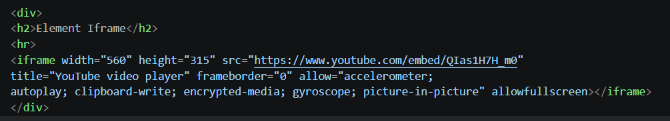 <div>
<h2>Element Iframe</h2>
<hr>
<iframe width="560" height="315" src="https://www.youtube.com/embed/QIas1H7H_m0"
title="YouTube video player" frameborder="0" allow="accelerometer;
autoplay; clipboard-write; encrypted-media; gyroscope; picture-in-picture" allowfullscreen></iframe>
</div>